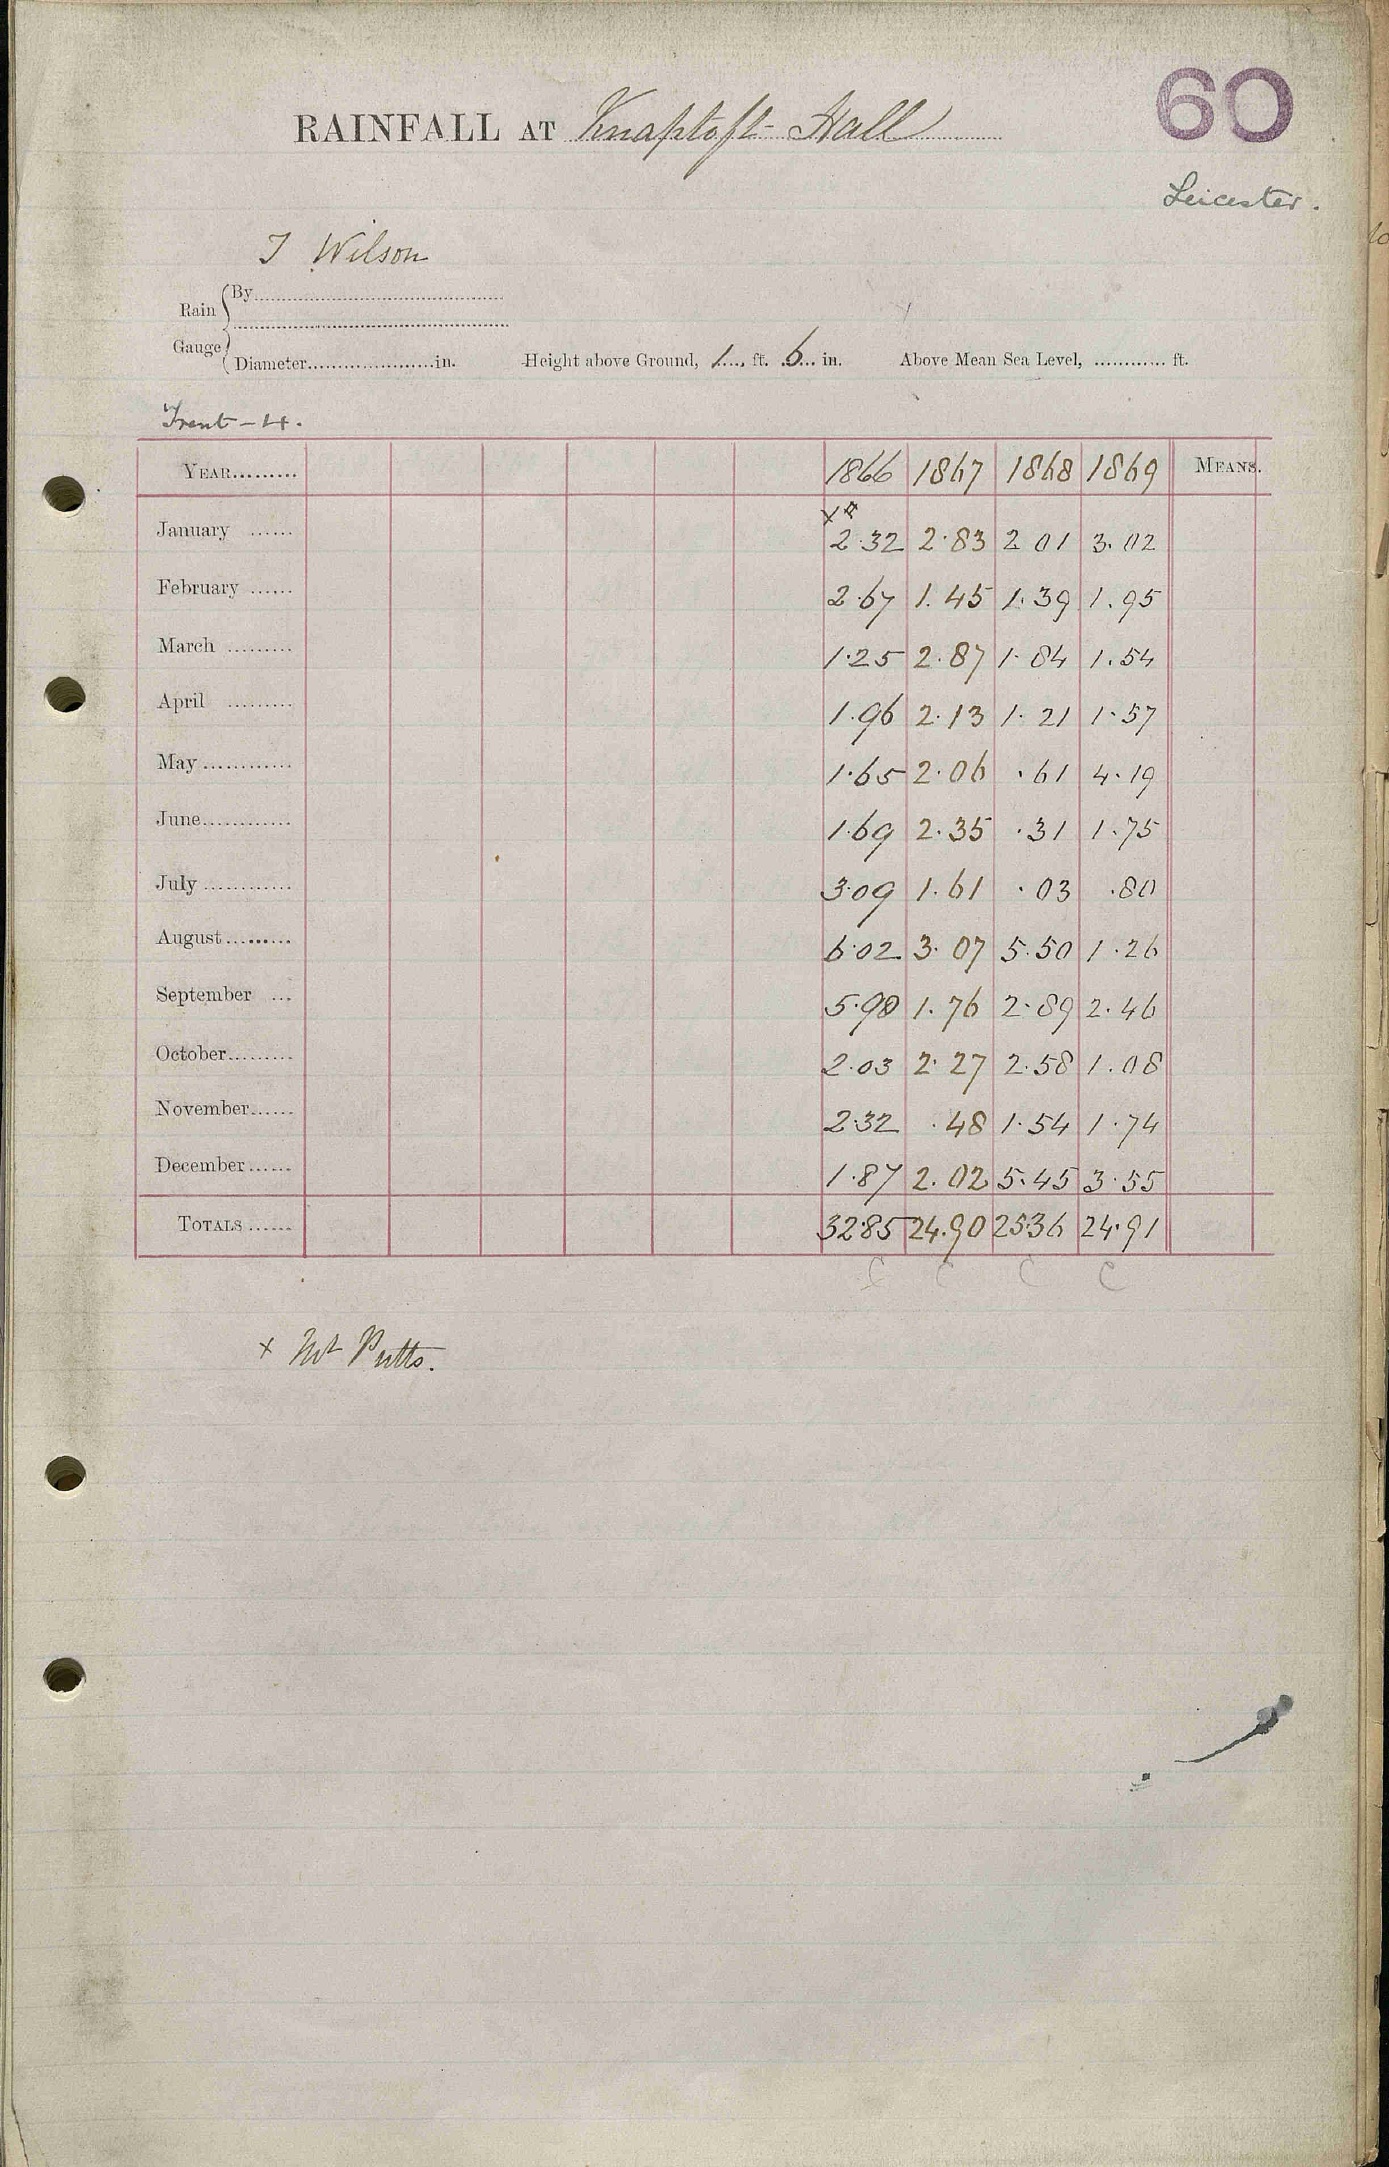 60
RAINFALL AT Knaptoft Hall
Leicester.
T Wilson
Rain Gauge { By
Diameter in. Height above Ground, 1 ft. 6 in. Above Mean Sea Level, ft.
Trent - 4.
YEAR 1866 1867 1868 1869 MEANS.
x #
January 2.32 2.83 2 01 3.02
February 2.67 1.45 1.39 1.95
March 1.25 2.87 1.84 1.54
April 1.96 2.13 1.21 1.57
May 1.65 2.06 .61 4.19
June 1.69 2.35 .31 1.75
July 3.09 1.61 .03 .80
August 6.02 3.07 5.50 1.26
September 5.98 1.76 2.89 2.46
October 2.03 2.27 2.58 1.08
November 2.32 .48 1.54 1.74
December 1.87 2.02 5.45 3.55
TOTALS 32.85 24.90 25.36 24.91
C C C C
x Mr